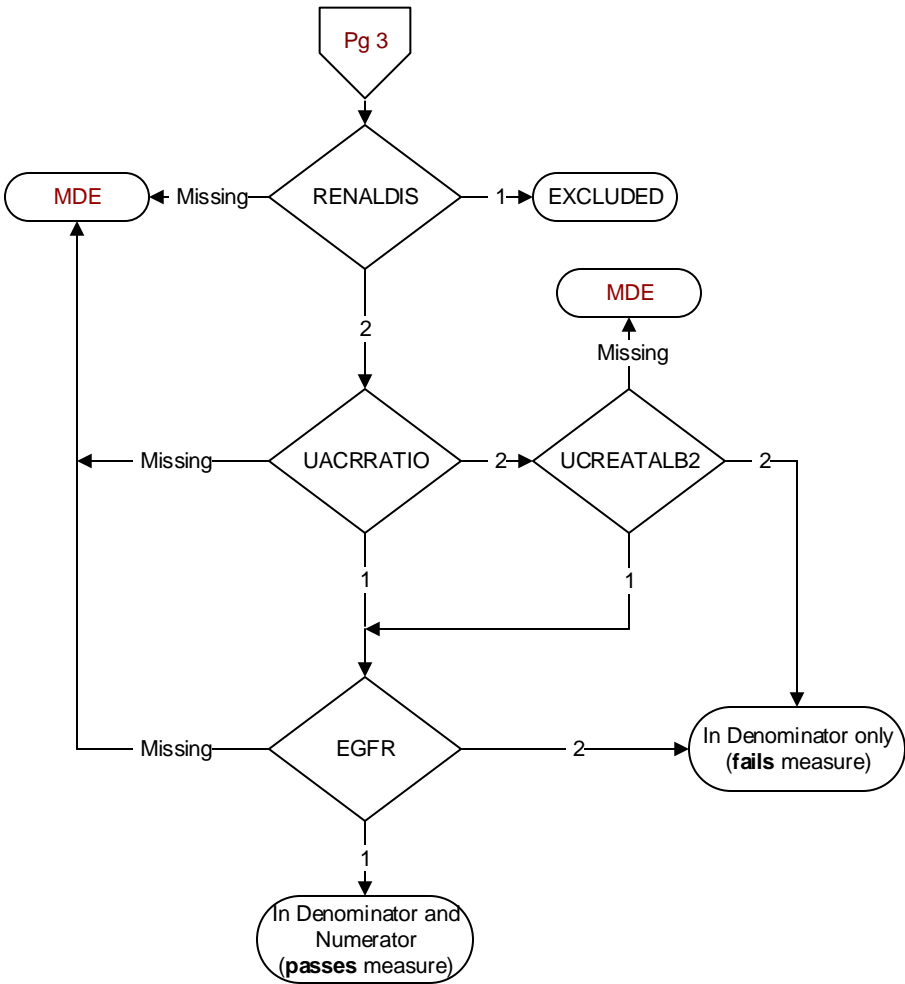 Pg 3
MDE
Missing
RENALDIS
1
EXCLUDED
2
MDE
Missing
Missing
UACRRATIO
2
UCREATALB2
2
1
1
Missing
EGFR
2
In Denominator only
(fails measure)
1
In Denominator and
Numerator
(passes measure)